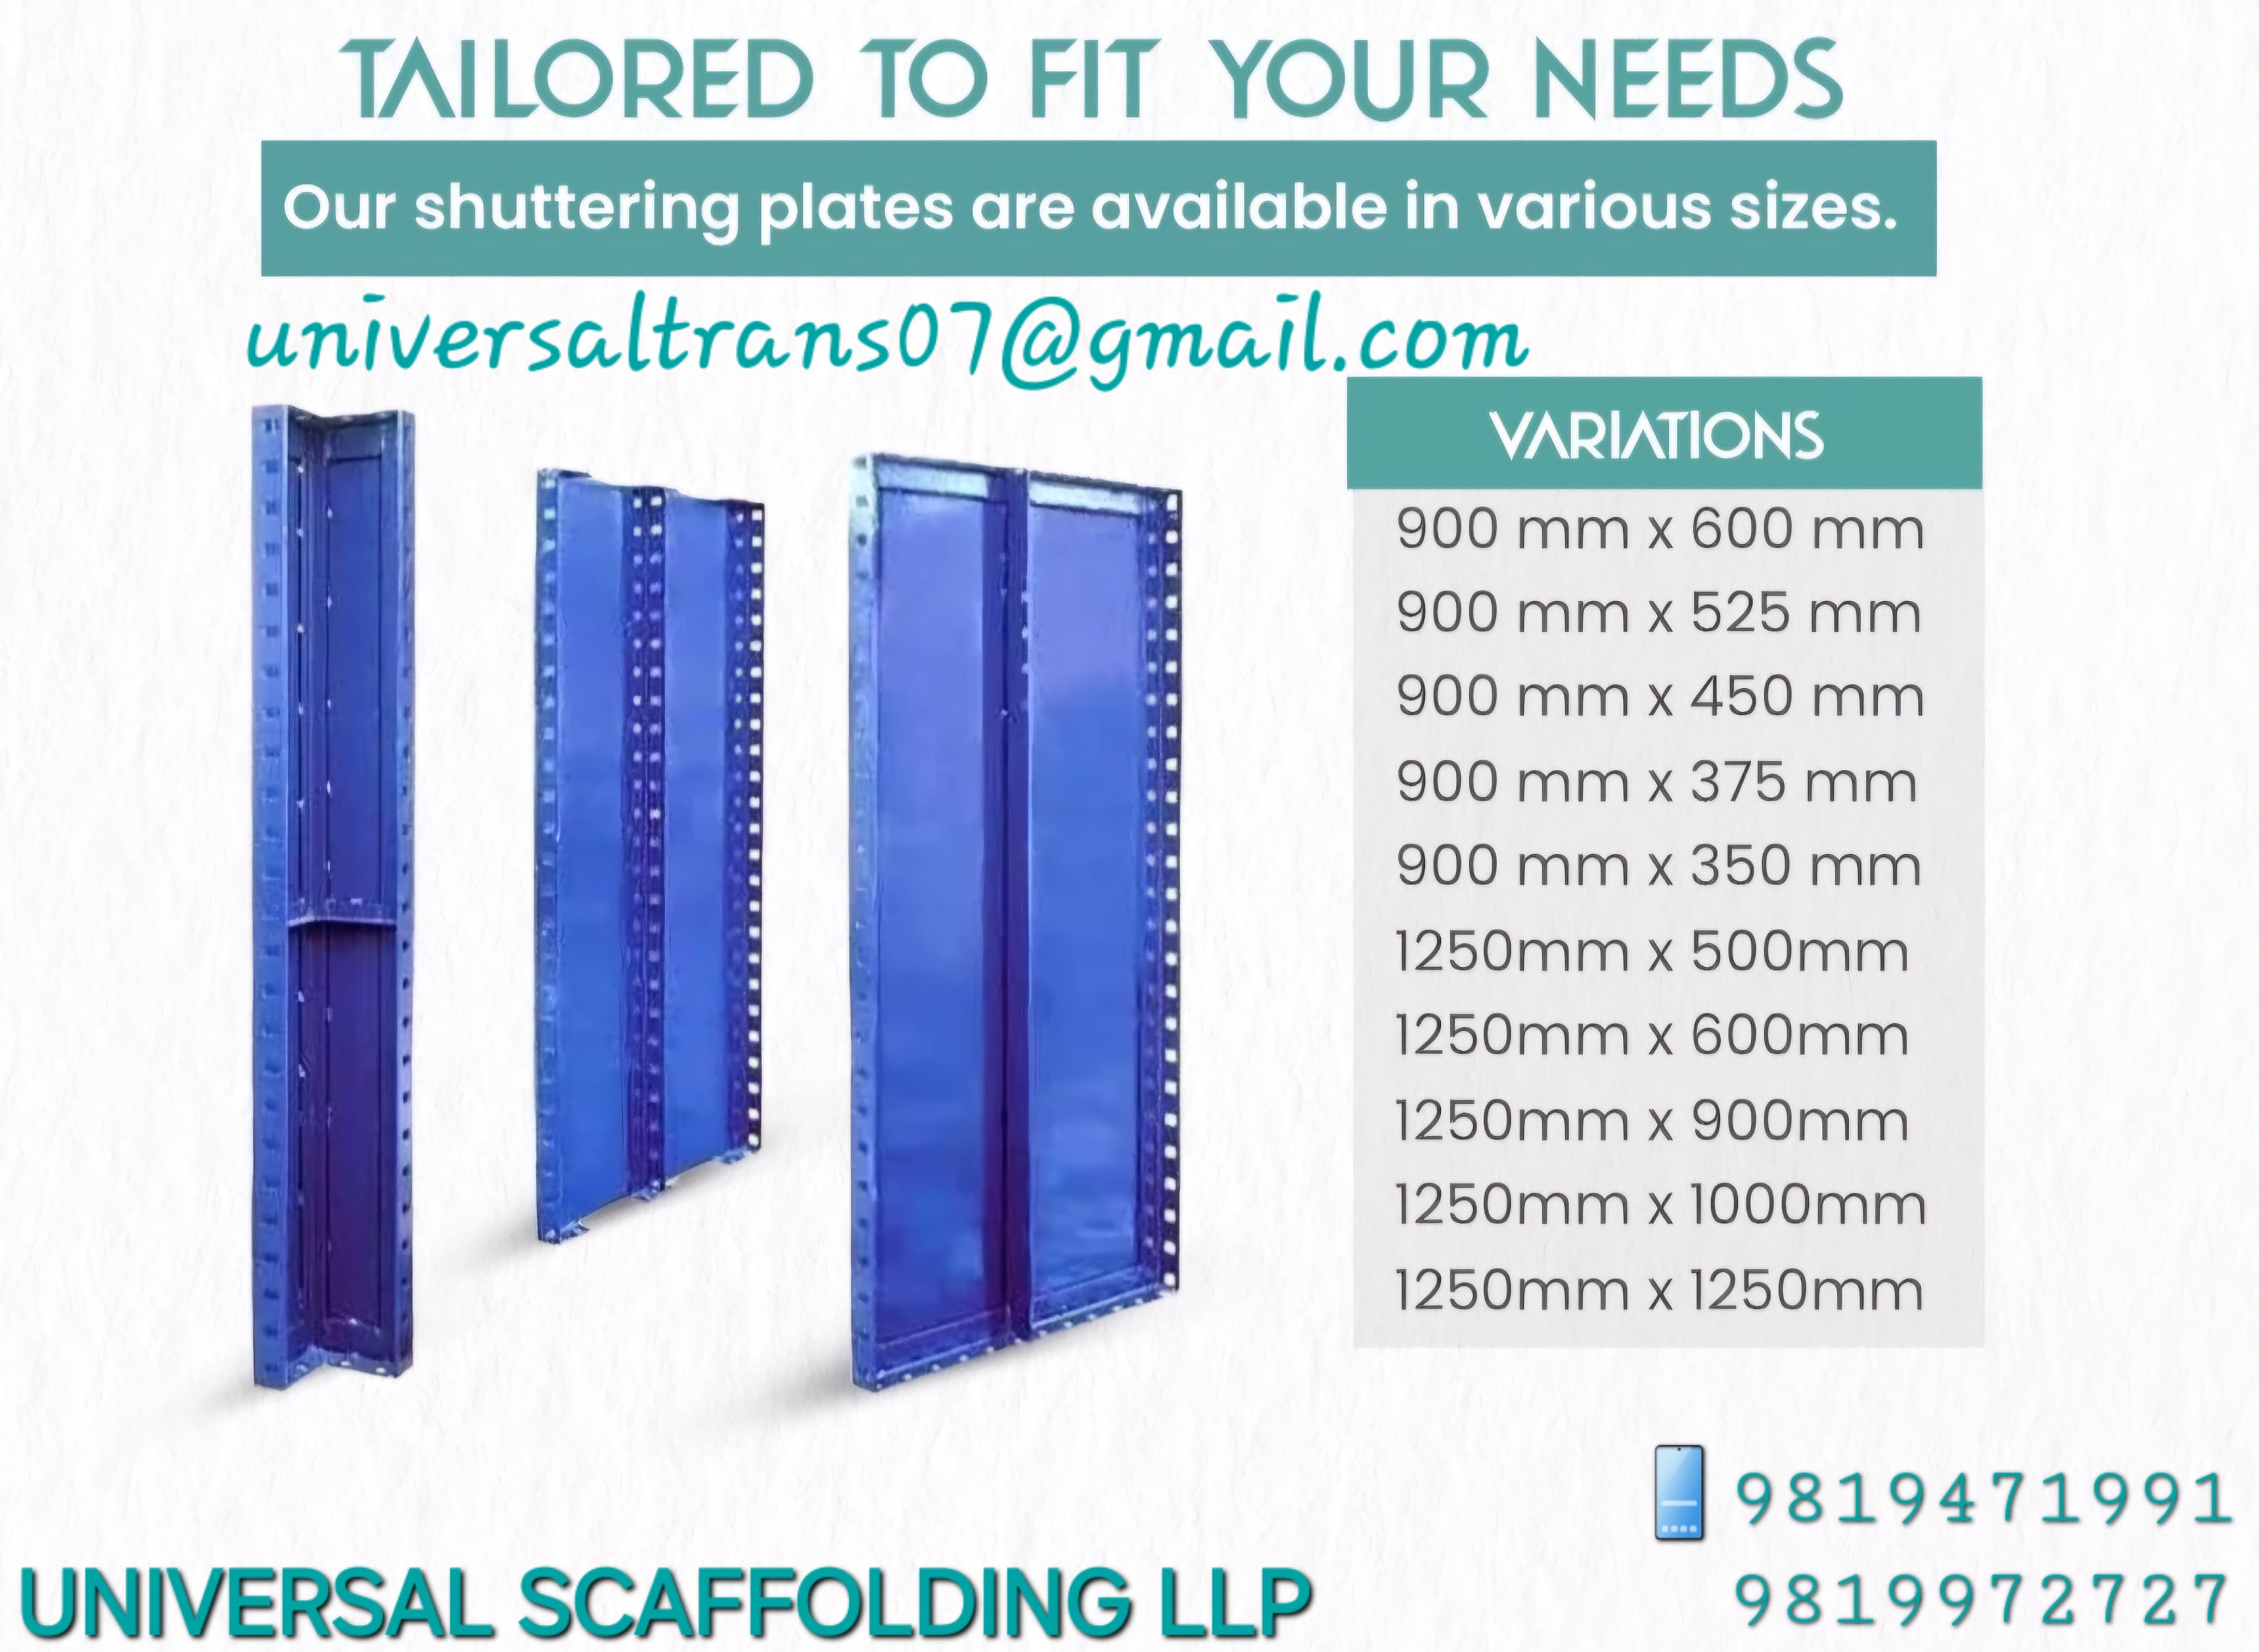 TAILORED TO FIT YOUR NEEDS
Our shuttering plates are available in various sizes.
universaltrans07@gmail.com
VARIATIONS
900 mm x 600 mm
900 mm x 525 mm
900 mm x 450 mm
900 mm x 375 mm
900 mm x 350 mm
1250mm x 500mm
1250mm x 600mm
1250mm x 900mm
1250mm x 1000mm
1250mm x 1250mm
9819471991
9819972727
UNIVERSAL SCAFFOLDING LLP